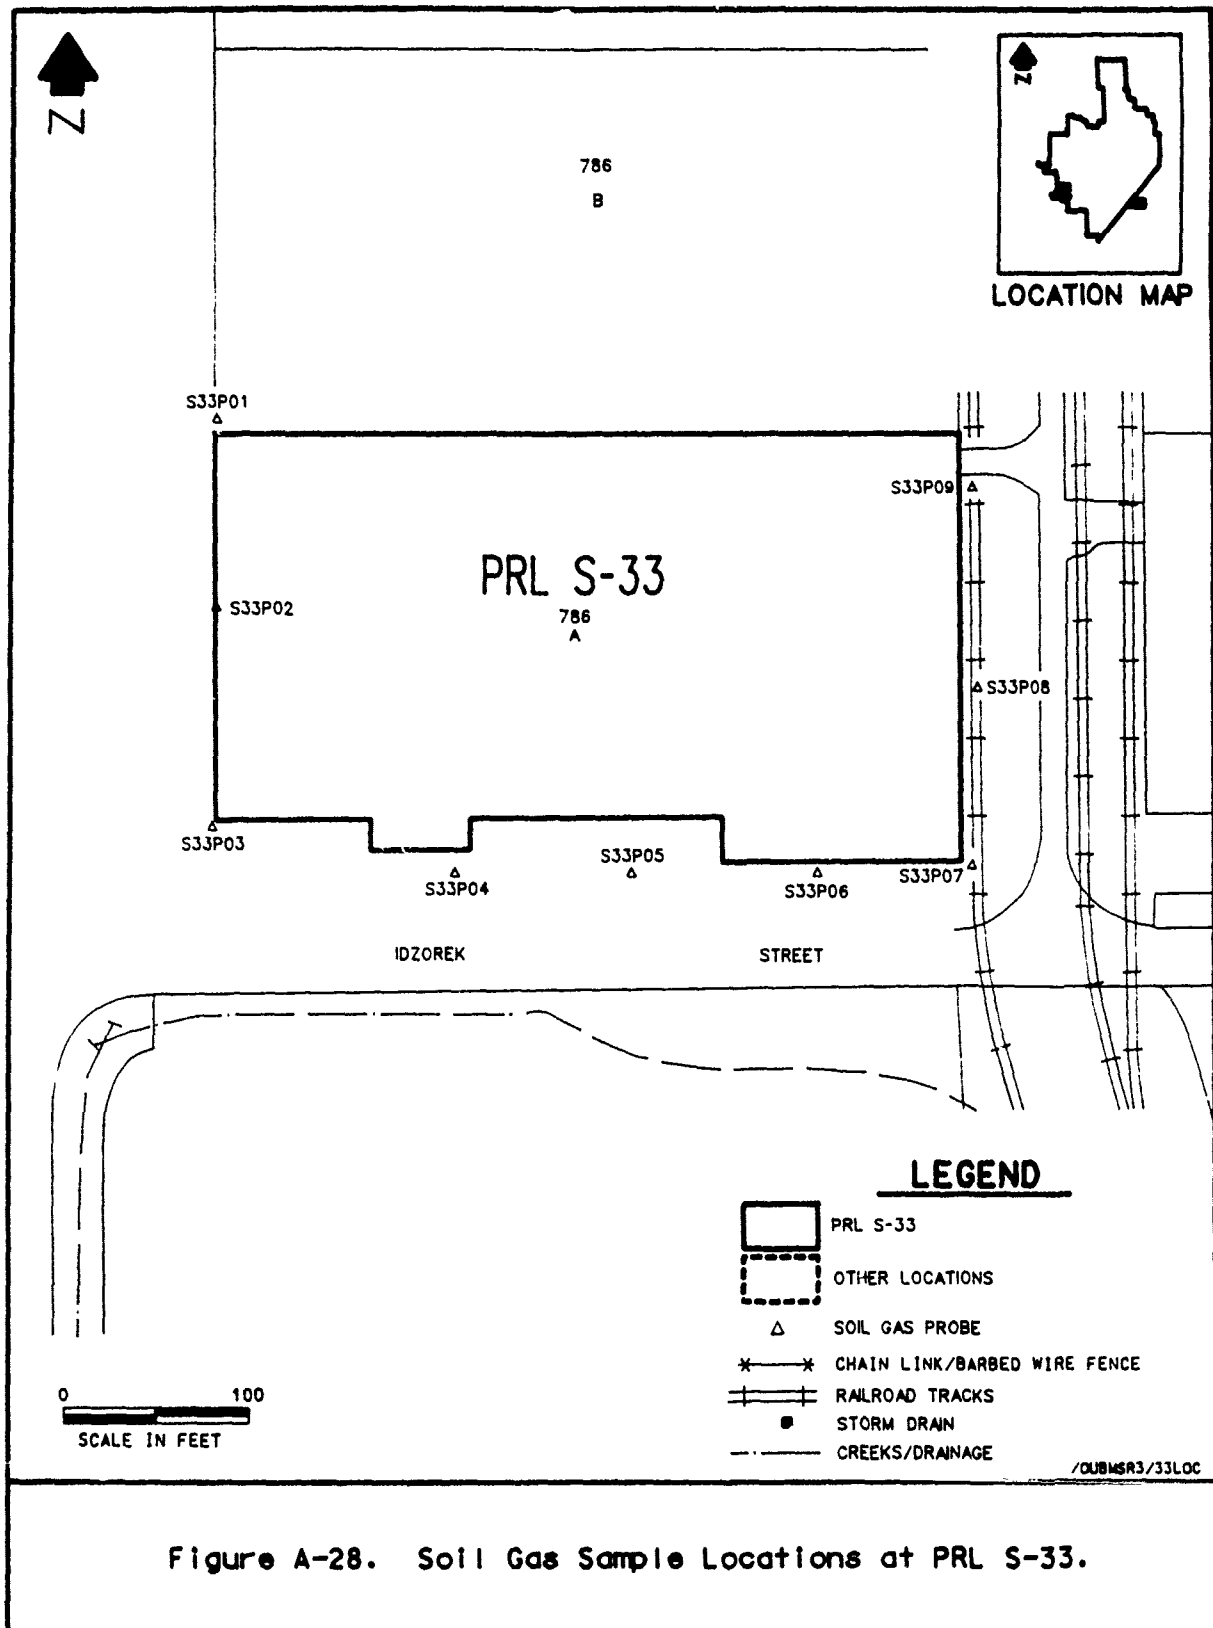 N
786
B
N
LOCATION MAP
S33P01
S33P09
PRL S-33
786
A
S33P02
S33P08
S33P03
S33P04
S33P05
S33P06
S33P07
IDZOREK STREET
LEGEND
PRL S-33
OTHER LOCATIONS
SOIL GAS PROBE
CHAIN LINK/BARBED WIRE FENCE
RAILROAD TRACKS
STORM DRAIN
CREEKS/DRAINAGE
0 100
SCALE IN FEET
/OUBMSR3/33LOC
Figure A-28. Soil Gas Sample Locations at PRL S-33.